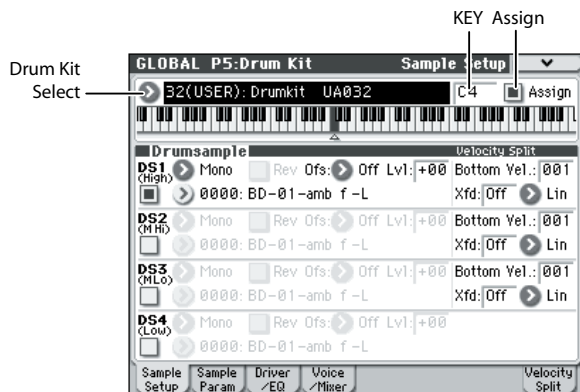 KEY Assign
Drum Kit
Select
GLOBAL P5:Drum Kit Sample Setup
32(USER): Drumkit UA032 C4 Assign
Drumsample Velocity Split
DS1 Mono Rev Ofs: Off Lvl: +00 Bottom Vel.: 001
(High)
0000: BD-01-amb f -L Xfd: Off Lin
DS2 Mono Rev Ofs: Off Lvl: +00 Bottom Vel.: 001
(M Hi)
0000: BD-01-amb f -L Xfd: Off Lin
DS3 Mono Rev Ofs: Off Lvl: +00 Bottom Vel.: 001
(MLo)
0000: BD-01-amb f -L Xfd: Off Lin
DS4 Mono Rev Ofs: Off Lvl: +00
(Low)
0000: BD-01-amb f -L
Sample Sample Driver Voice Velocity
Setup Param /EQ /Mixer Split